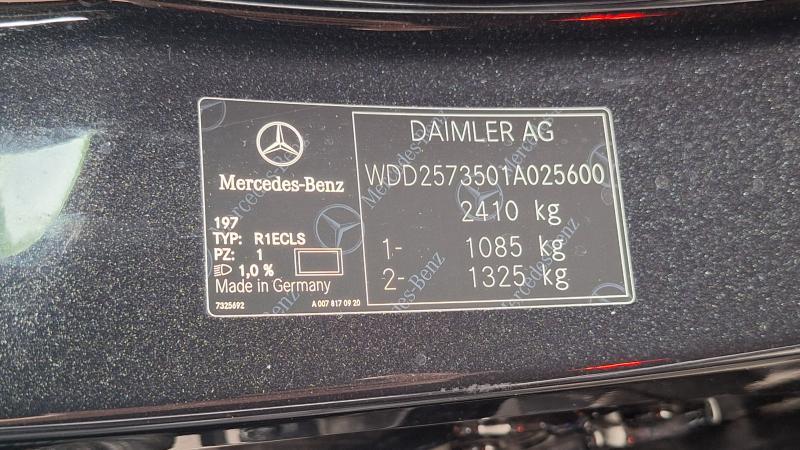 Mercedes-Benz
197
TYP: R1ECLS
PZ: 1
1,0 %
Made in Germany
7325692 A 007 817 09 20
DAIMLER AG
WDD2573501A025600
2410 kg
1- 1085 kg
2- 1325 kg